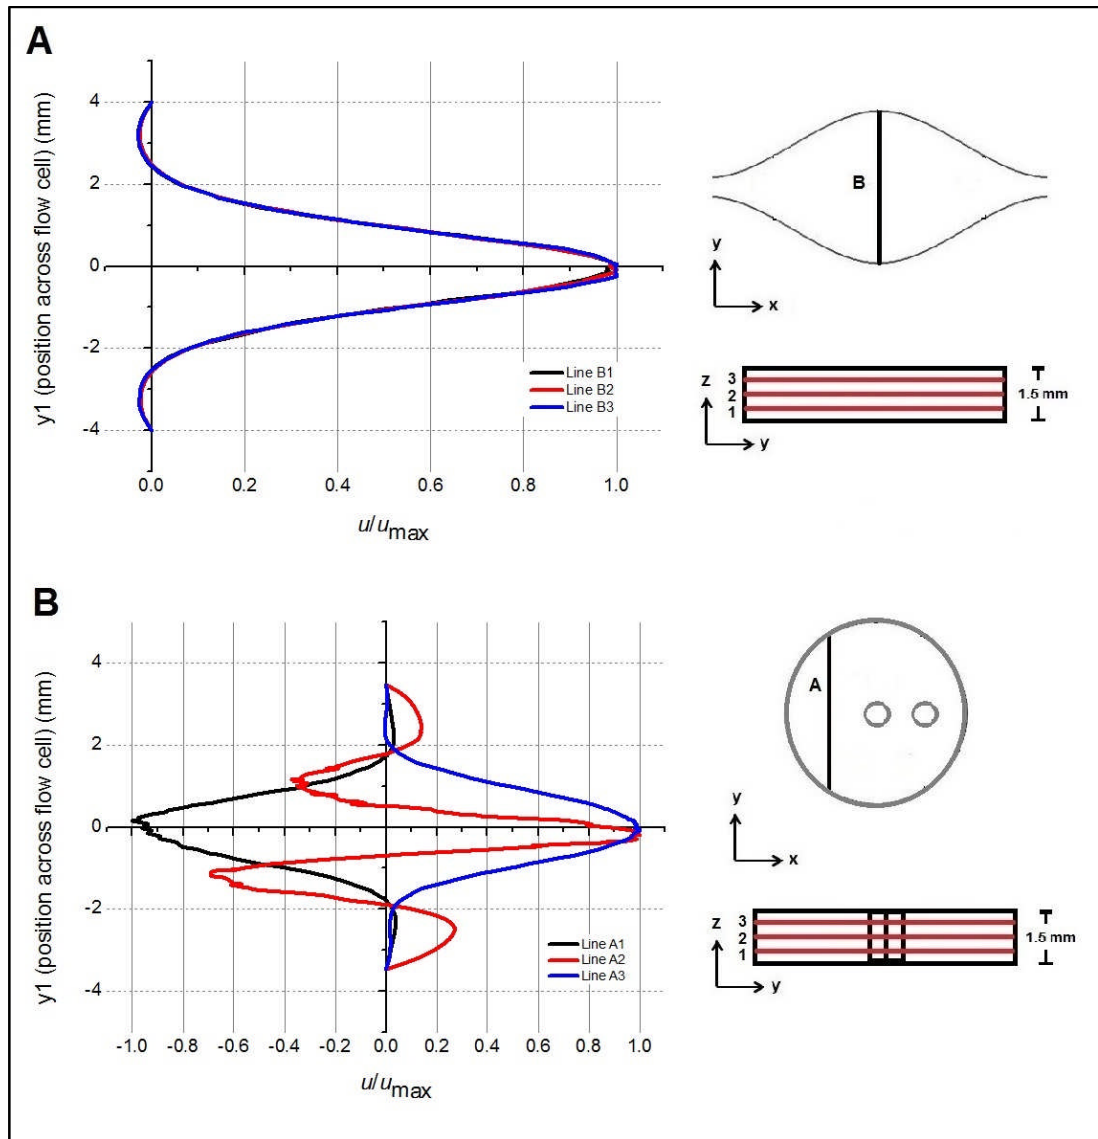 A
y1 (position across flow cell) (mm)
4
2
0
-2
-4
0.0 0.2 0.4 0.6 0.8 1.0
u/umax
Line B1
Line B2
Line B3
B
y
x
z
3
2
1
y
1.5 mm
B
y1 (position across flow cell) (mm)
4
2
0
-2
-4
-1.0 -0.8 -0.6 -0.4 -0.2 0.0 0.2 0.4 0.6 0.8 1.0
u/umax
Line A1
Line A2
Line A3
A
y
x
z
3
2
1
y
1.5 mm